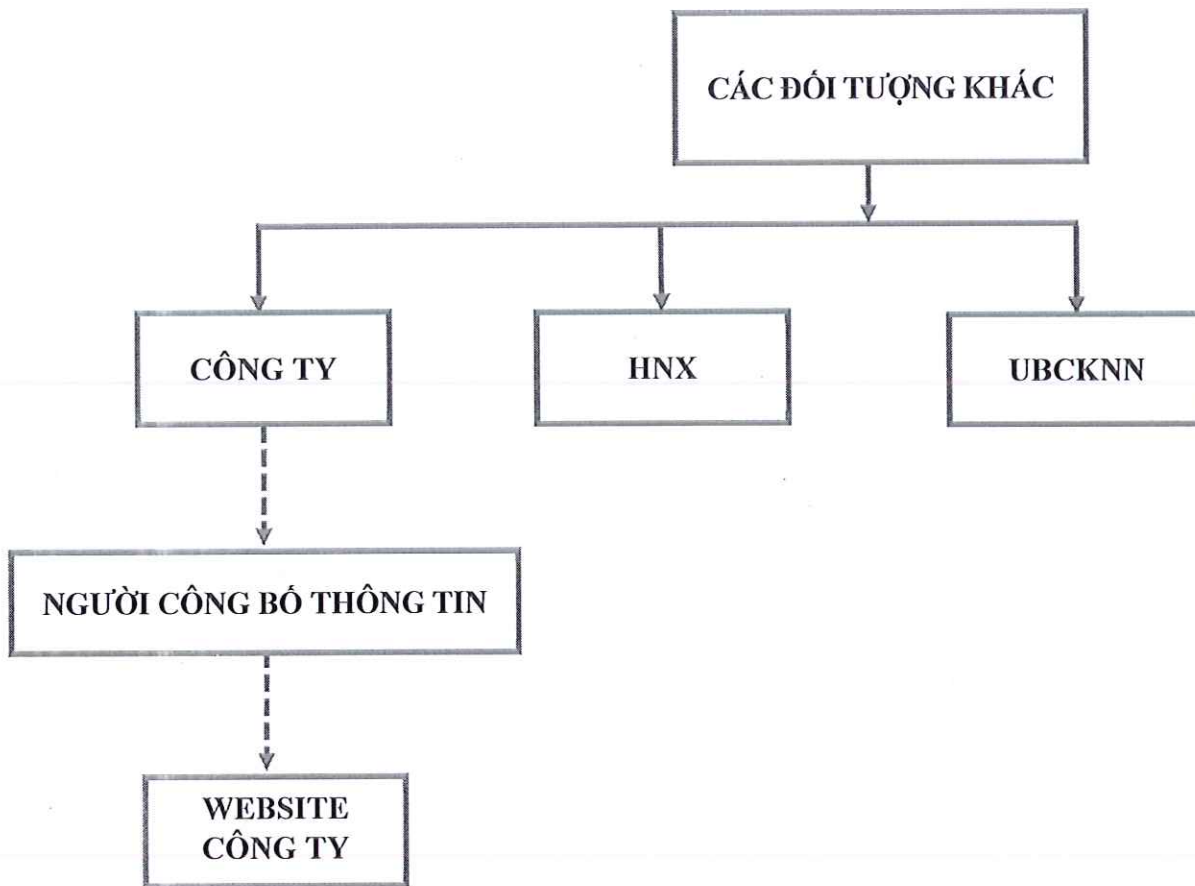 CÁC ĐỐI TƯỢNG KHÁC
CÔNG TY
HNX
UBCKNN
NGƯỜI CÔNG BỐ THÔNG TIN
WEBSITE
CÔNG TY